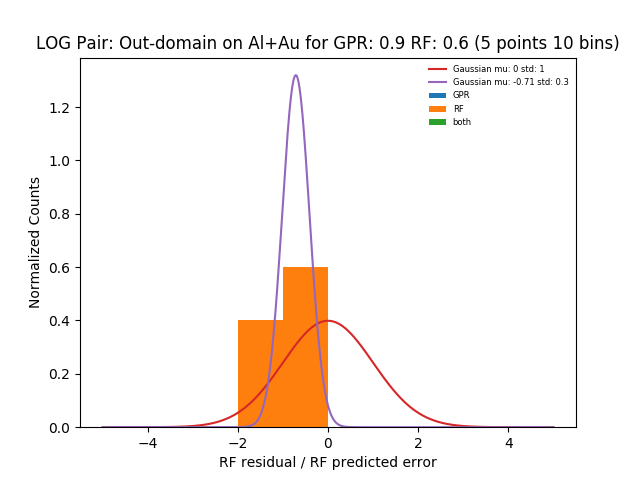 LOG Pair: Out-domain on Al+Au for GPR: 0.9 RF: 0.6 (5 points 10 bins)
Gaussian mu: 0 std: 1
Gaussian mu: -0.71 std: 0.3
GPR
RF
both
Normalized Counts
1.2
1.0
0.8
0.6
0.4
0.2
0.0
−4
−2
0
2
4
RF residual / RF predicted error